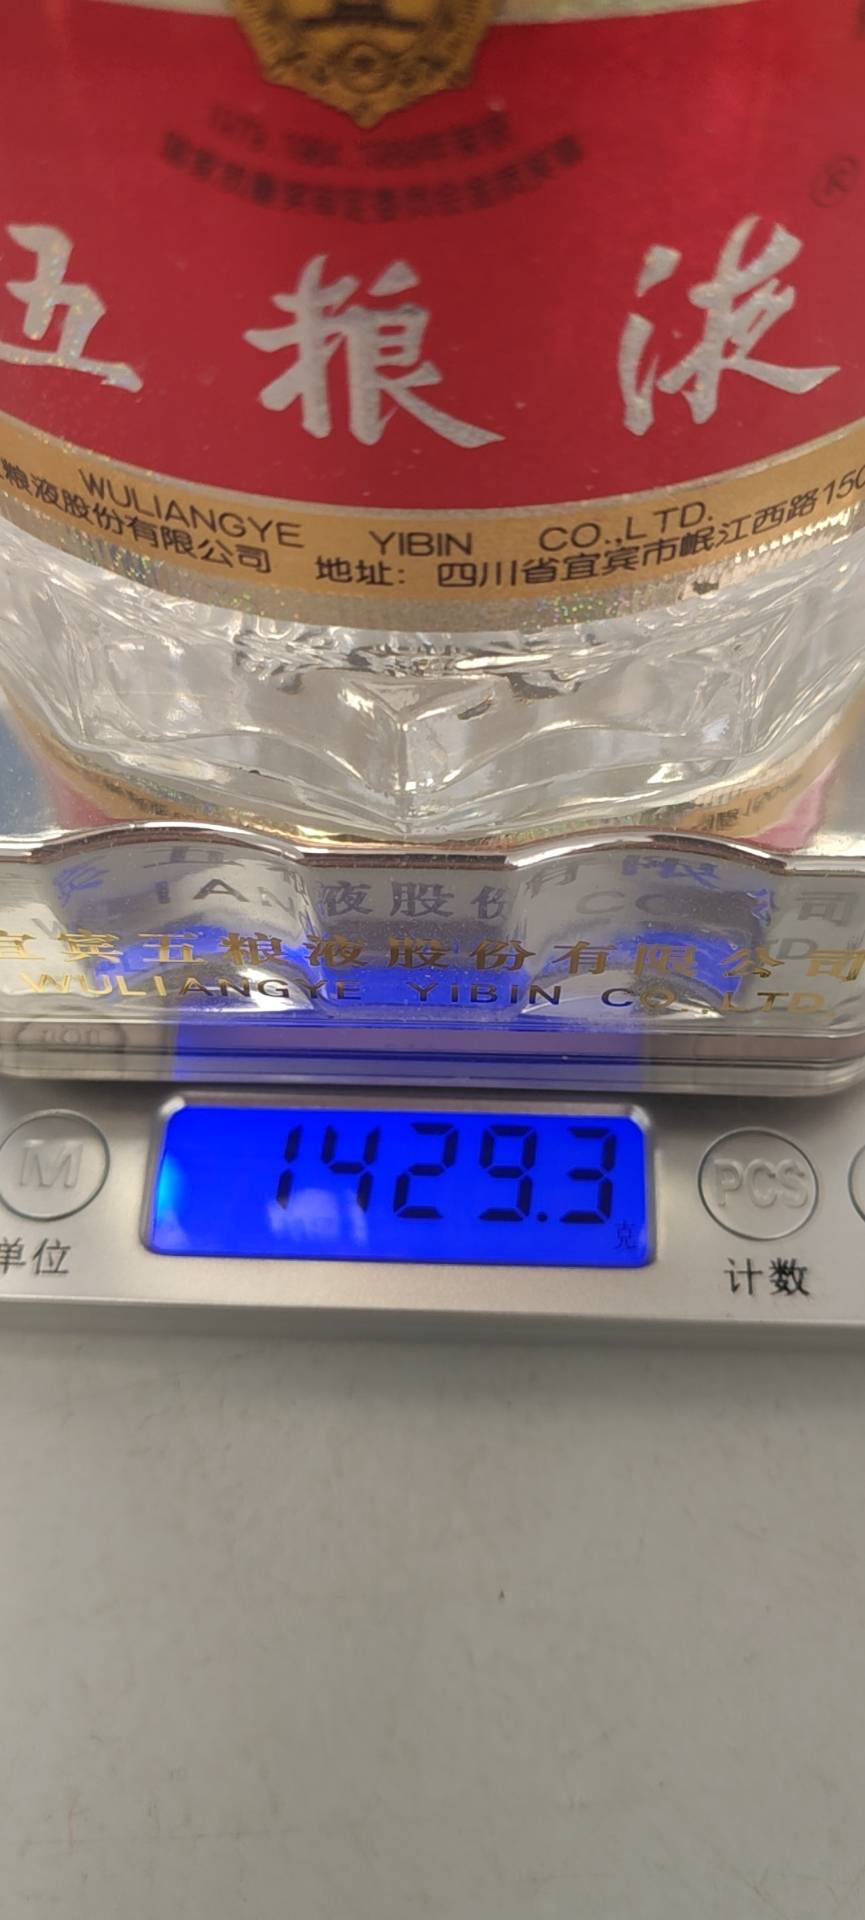 五粮液
WULIANGYE YIBIN CO.,LTD.
粮液股份有限公司 地址：四川省宜宾市岷江西路150
宜宾五粮液股份有限公司
WULIANGYE YIBIN CO.,LTD.
M
1429.3
克
PCS
单位
计数